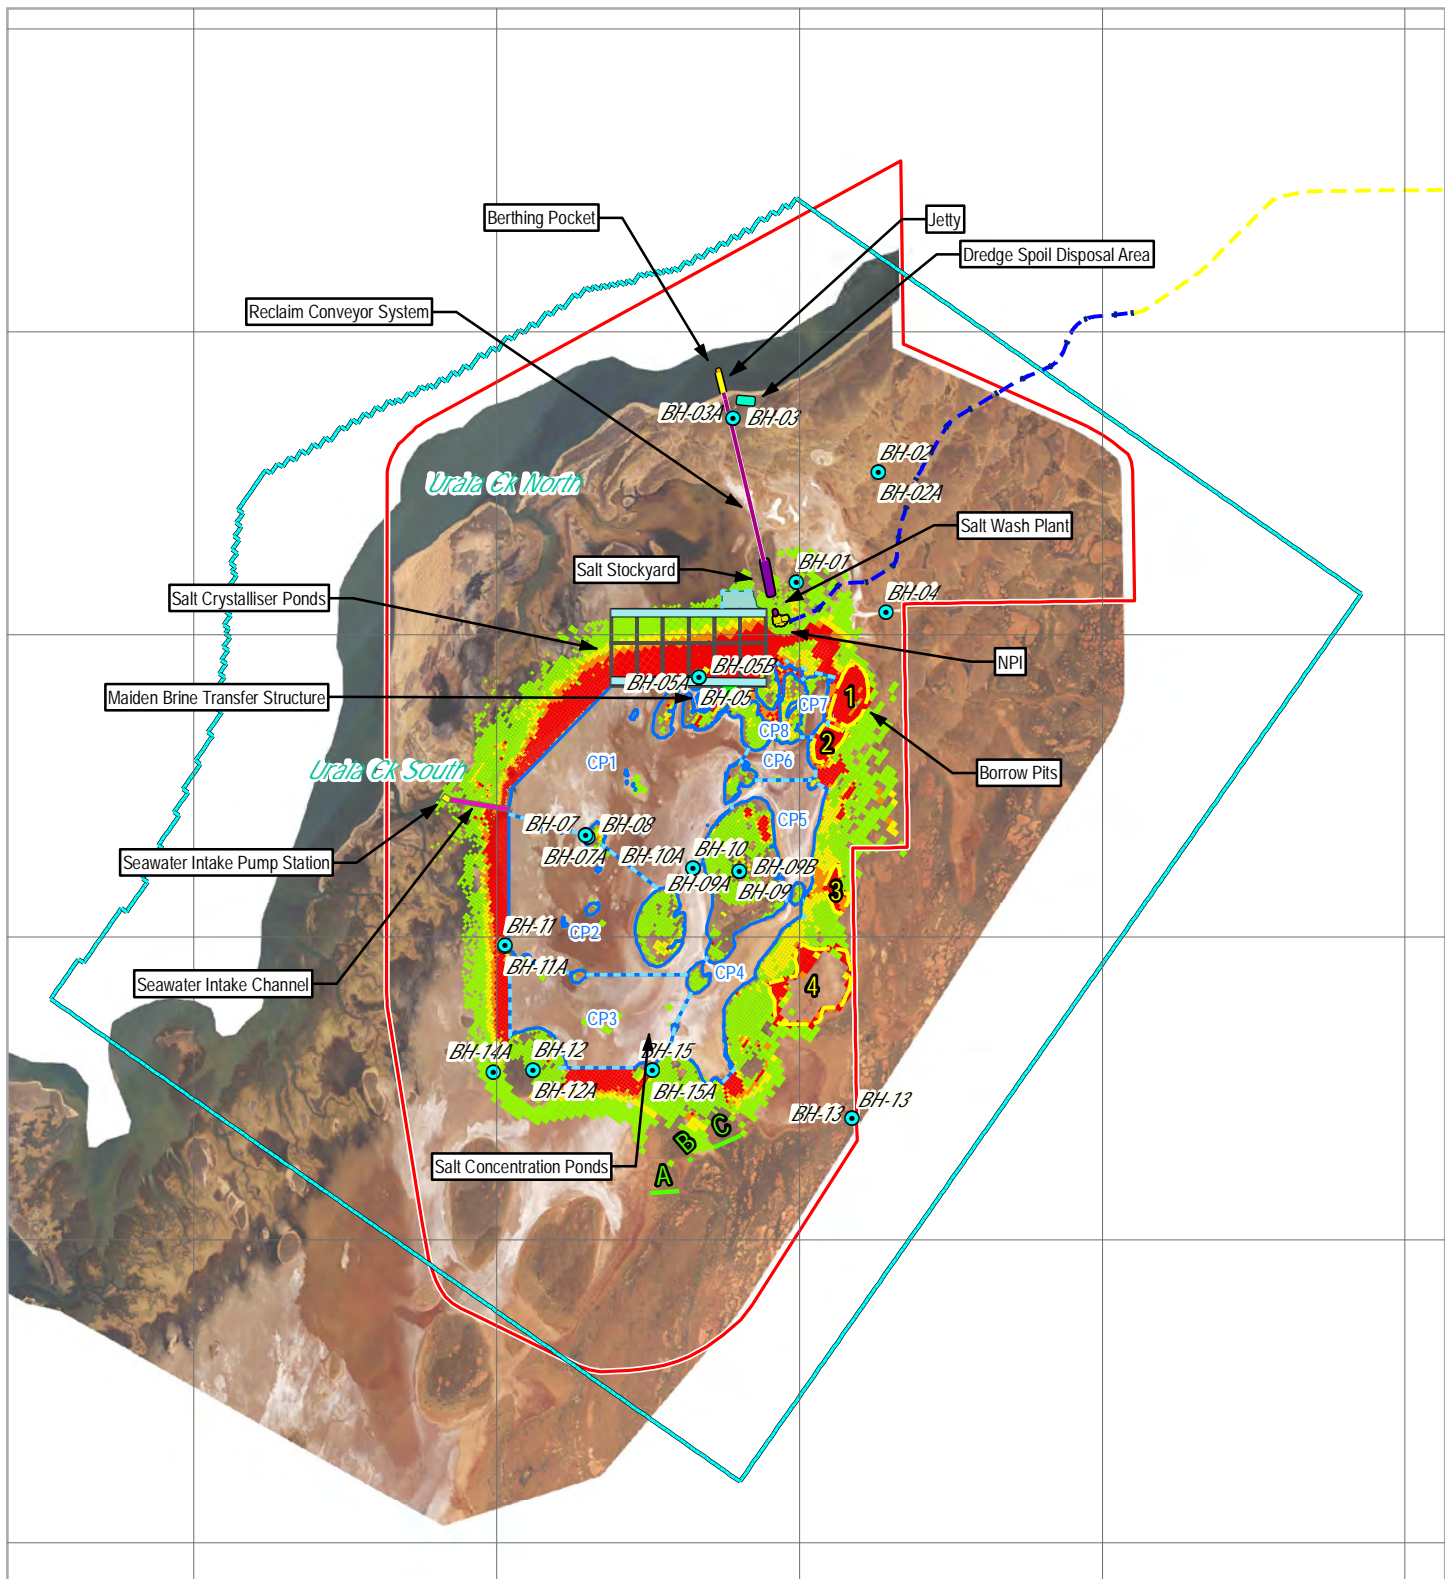 Berthing Pocket
Jetty
Dredge Spoil Disposal Area
Reclaim Conveyor System
BH-03A
BH-03
BH-02
Urala Ck North
BH-02A
Salt Wash Plant
Salt Stockyard
BH-01
Salt Crystalliser Ponds
BH-04
NPI
BH-05B
BH-05A
Maiden Brine Transfer Structure
BH-05
1
CP7
CP8
2
CP1
CP6
Urala Ck South
Borrow Pits
CP5
BH-07
BH-08
BH-10
Seawater Intake Pump Station
BH-07A
BH-10A
BH-09B
BH-09A
BH-09
3
CP2
BH-11
BH-11A
CP4
Seawater Intake Channel
4
CP3
BH-14A
BH-12
BH-15
BH-12A
BH-15A
BH-13
BH-13
C
B
Salt Concentration Ponds
A